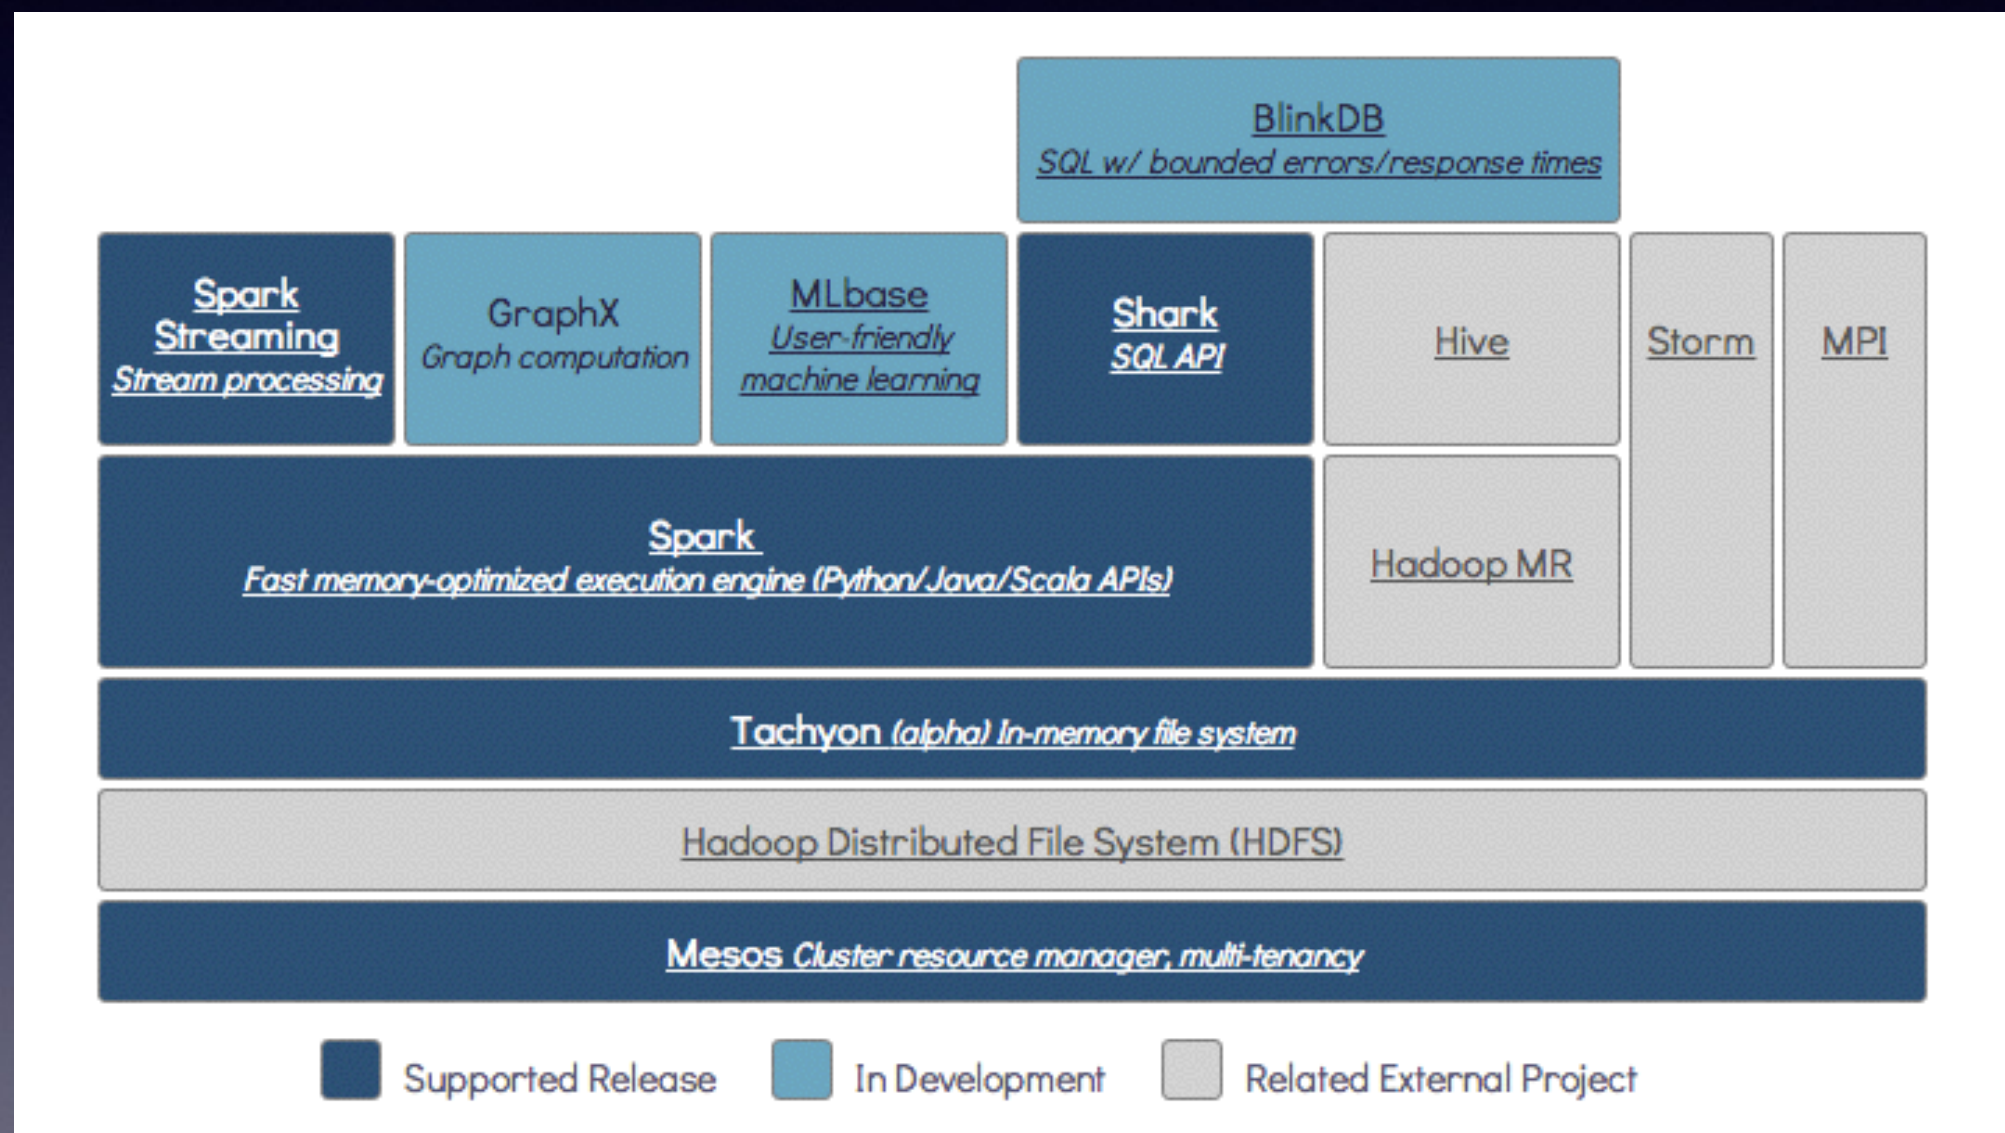 BlinkDB
SQL w/ bounded errors/response times
Spark
Streaming
Stream processing
GraphX
Graph computation
MLbase
User-friendly
machine learning
Shark
SQL API
Hive
Storm
MPI
Spark
Fast memory-optimized execution engine (Python/Java/Scala APIs)
Hadoop MR
Tachyon (alpha) In-memory file system
Hadoop Distributed File System (HDFS)
Mesos Cluster resource manager, multi-tenancy
Supported Release
In Development
Related External Project